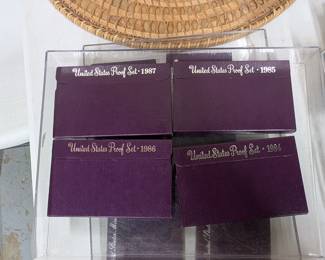 United States Proof Set · 1987
United States Proof Set · 1985
United States Proof Set · 1986
United States Proof Set · 1984